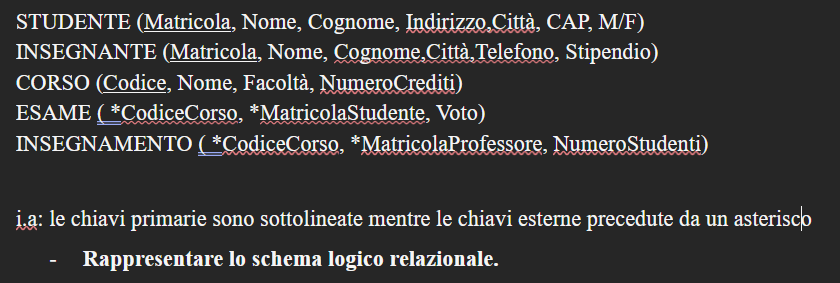 STUDENTE (Matricola, Nome, Cognome, Indirizzo,Città, CAP, M/F)
INSEGNANTE (Matricola, Nome, Cognome,Città,Telefono, Stipendio)
CORSO (Codice, Nome, Facoltà, NumeroCrediti)
ESAME ( *CodiceCorso, *MatricolaStudente, Voto)
INSEGNAMENTO ( *CodiceCorso, *MatricolaProfessore, NumeroStudenti)
i.a: le chiavi primarie sono sottolineate mentre le chiavi esterne precedute da un asterisco
- Rappresentare lo schema logico relazionale.